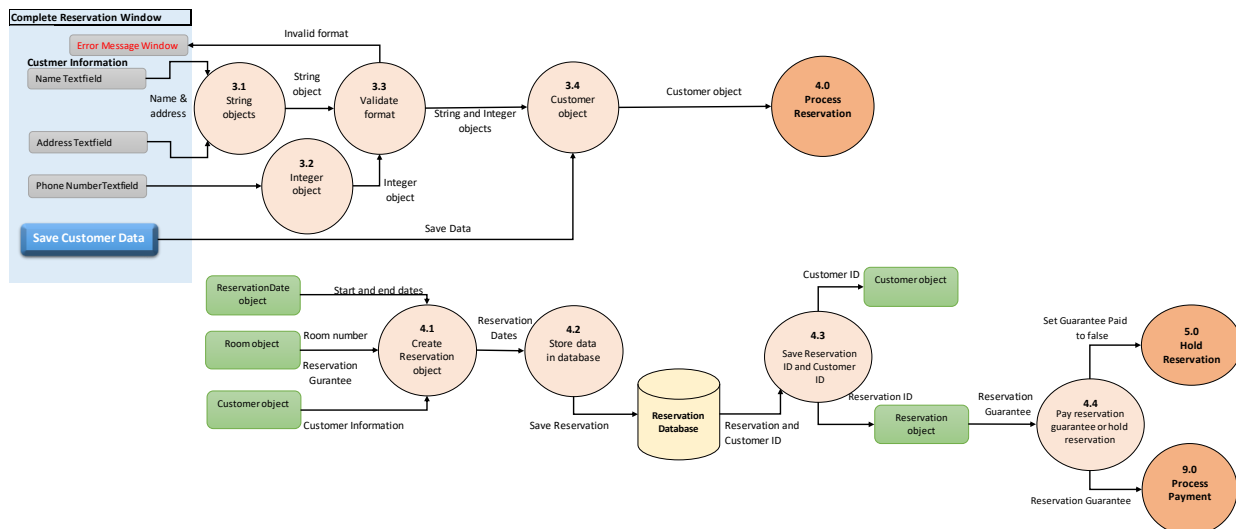 Complete Reservation Window
Error Message Window
Invalid format
Custmer Information
Name Textfield
Name &
address
Address Textfield
Phone NumberTextfield
Save Customer Data
3.1
String
objects
String
object
3.2
Integer
object
Integer
object
3.3
Validate
format
String and Integer
objects
3.4
Customer
object
Save Data
Customer object
4.0
Process
Reservation
ReservationDate
object
Start and end dates
Room object
Room number
Reservation
Gurantee
Customer object
Customer Information
4.1
Create
Reservation
object
Reservation
Dates
4.2
Store data
in database
Save Reservation
Reservation
Database
Reservation and
Customer ID
4.3
Save Reservation
ID and Customer
ID
Customer ID
Customer object
Reservation ID
Reservation
object
Reservation
Guarantee
4.4
Pay reservation
guarantee or hold
reservation
Set Guarantee Paid
to false
5.0
Hold
Reservation
Reservation Guarantee
9.0
Process
Payment